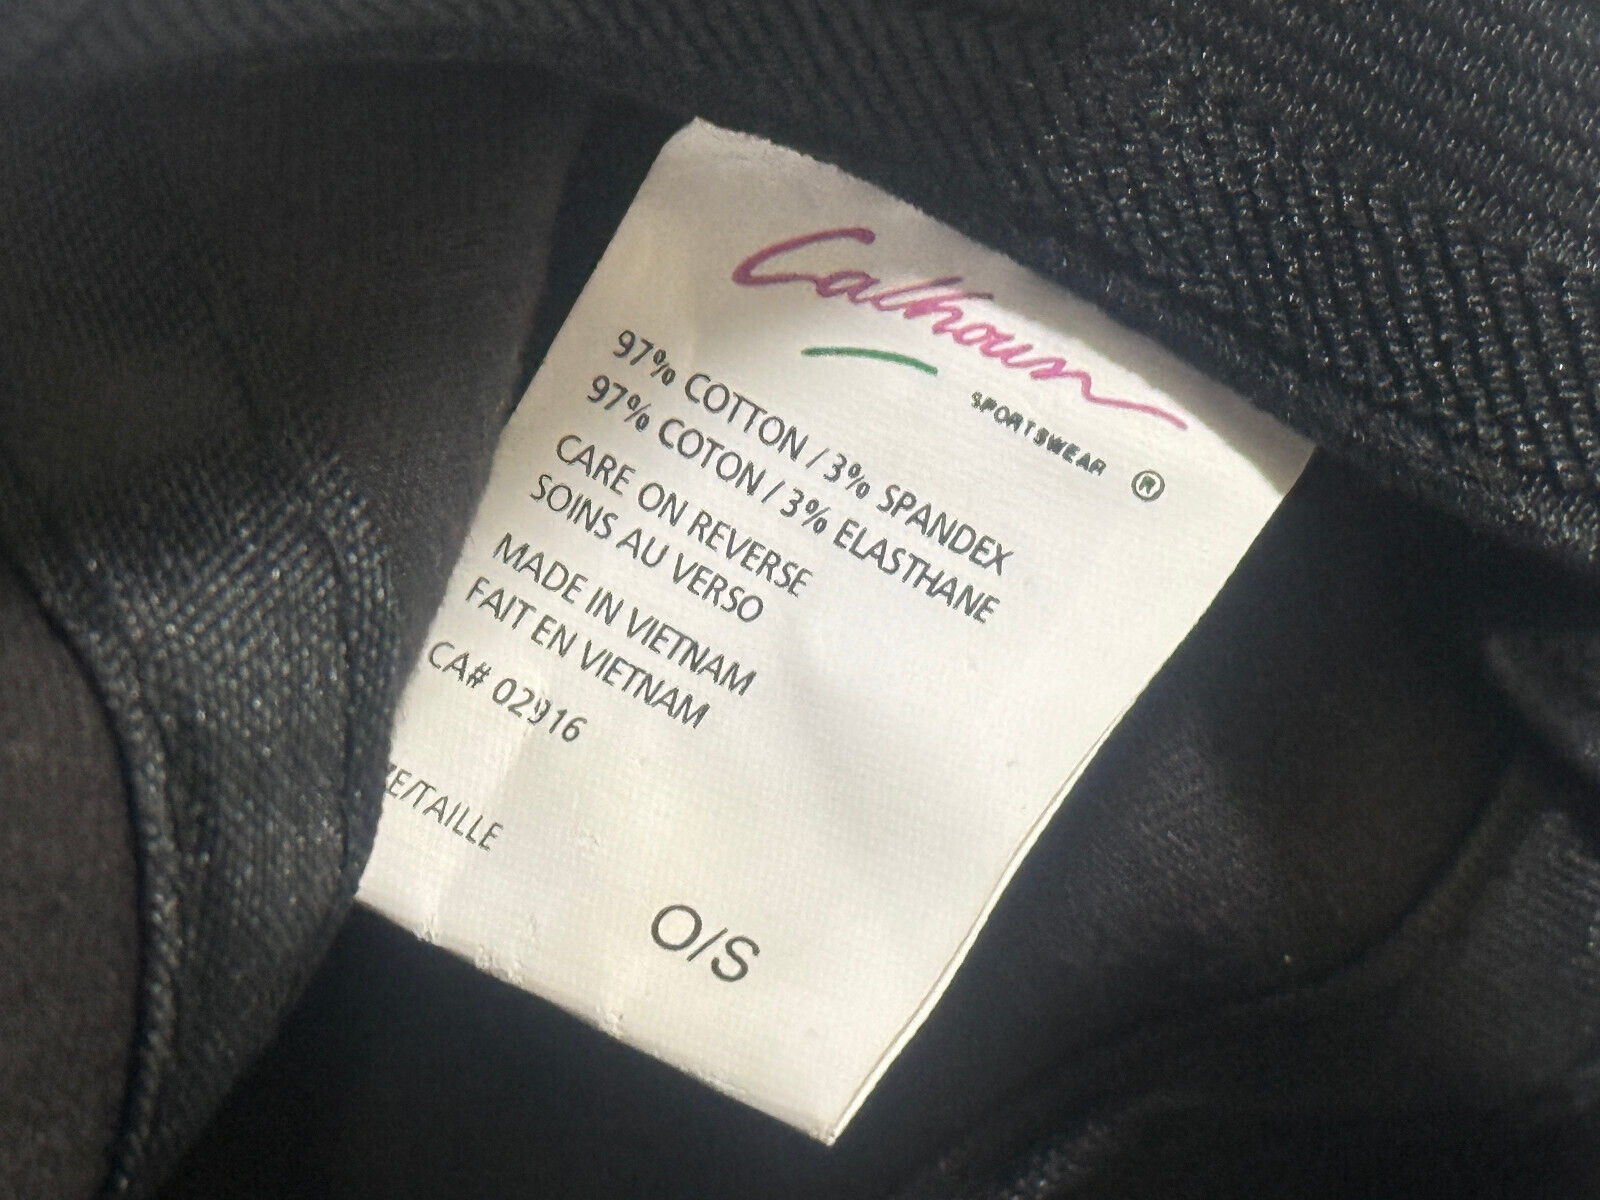 Calhoun
SPORTSWEAR ®
97% COTTON / 3% SPANDEX
97% COTON / 3% ELASTHANE
CARE ON REVERSE
SOINS AU VERSO
MADE IN VIETNAM
FAIT EN VIETNAM
CA# 02916
ZE/TAILLE
O/S